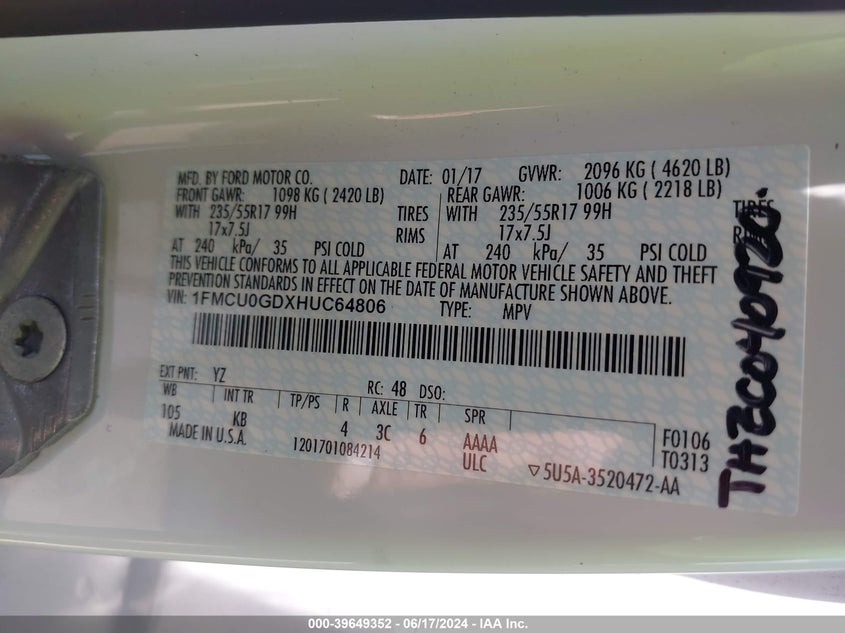 MFD. BY FORD MOTOR CO. DATE: 01/17 GVWR: 2096 KG ( 4620 LB)
FRONT GAWR: 1098 KG ( 2420 LB) REAR GAWR: 1006 KG ( 2218 LB)
WITH 235/55R17 99H TIRES WITH 235/55R17 99H TIRES
17x7.5J RIMS 17x7.5J
AT 240 kPa/ 35 PSI COLD AT 240 kPa/ 35 PSI COLD
THIS VEHICLE CONFORMS TO ALL APPLICABLE FEDERAL MOTOR VEHICLE SAFETY AND THEFT
PREVENTION STANDARDS IN EFFECT ON THE DATE OF MANUFACTURE SHOWN ABOVE.
VIN: 1FMCU0GDXHUC64806 TYPE: MPV
EXT PNT: YZ RC: 48 DSO:
WB INT TR TP/PS R AXLE TR SPR
105 KB 4 3C 6 AAAA F0106
MADE IN U.S.A. 1201701084214 ULC ▽5U5A-3520472-AA T0313
000-39649352 - 06/17/2024 - IAA Inc.